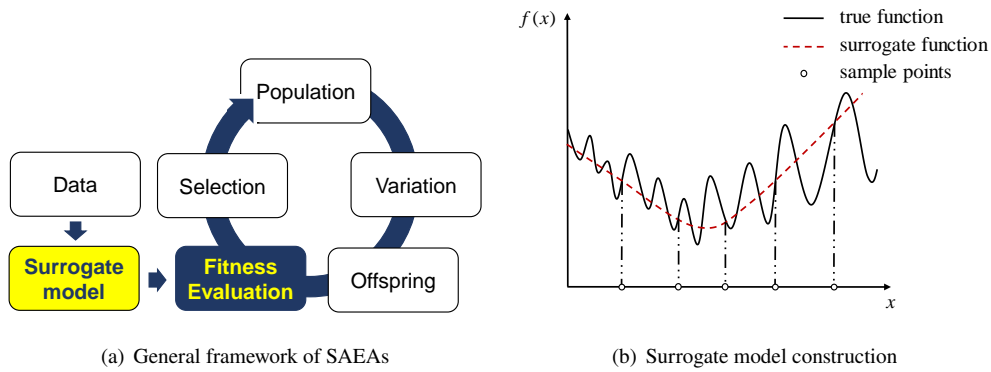 Population
Data
Selection
Variation
Surrogate
model
Fitness
Evaluation
Offspring
(a) General framework of SAEAs
f(x)
true function
surrogate function
sample points
x
(b) Surrogate model construction